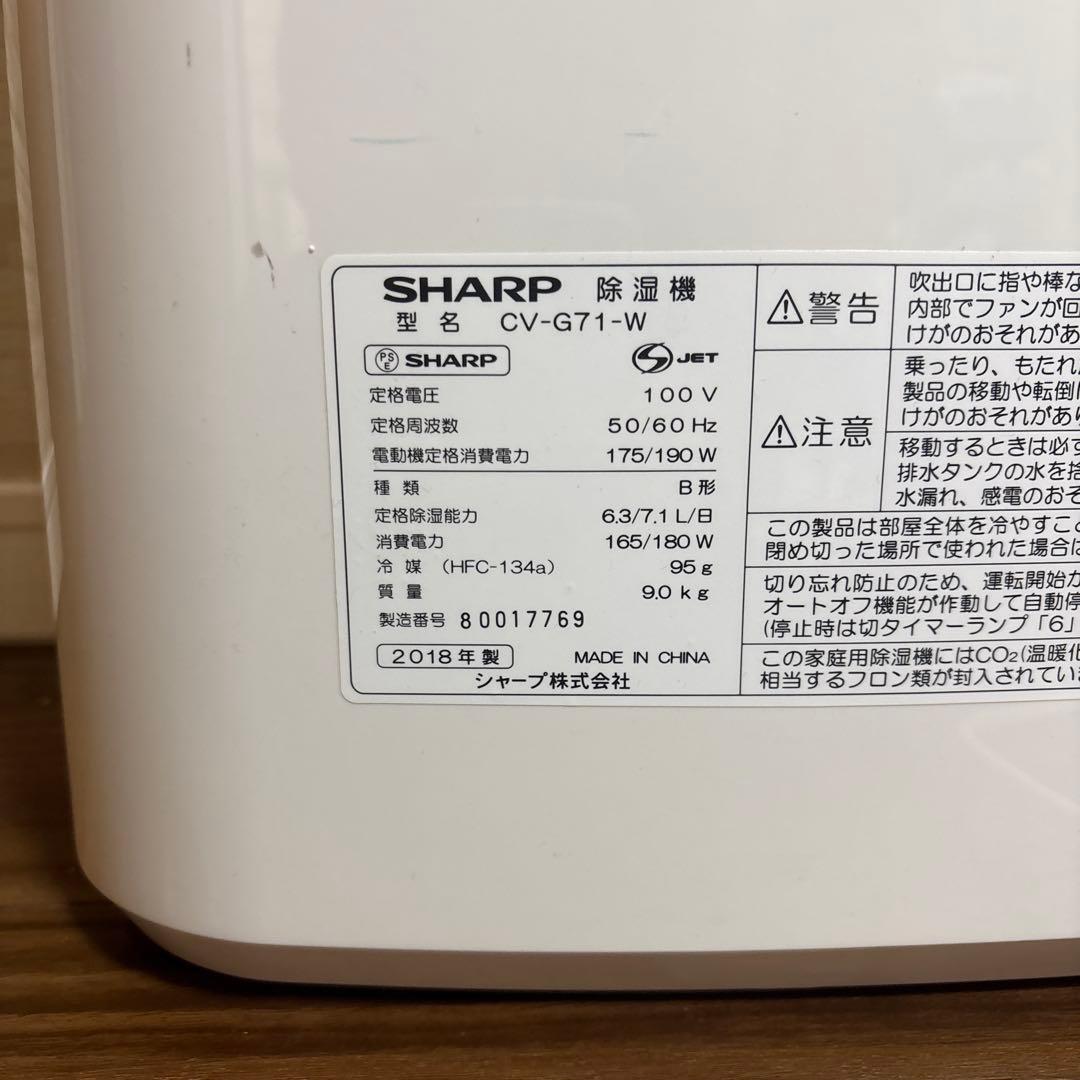 SHARP 除湿機
型名 CV-G71-W
PSE SHARP
JET
定格電圧 100 V
定格周波数 50/60 Hz
電動機定格消費電力 175/190 W
種類 B形
定格除湿能力 6.3/7.1 L/日
消費電力 165/180 W
冷媒 (HFC-134a) 95 g
質量 9.0 kg
製造番号 80017769
2018年製 MADE IN CHINA
シャープ株式会社
警告
吹出口に指や棒な
内部でファンが回
けがのおそれがあ
注意
乗ったり、もたれ
製品の移動や転倒
けがのおそれがあり
移動するときは必ず
排水タンクの水を捨
水漏れ、感電のおそ
この製品は部屋全体を冷やすこと
閉め切った場所で使われた場合は
切り忘れ防止のため、運転開始か
オートオフ機能が作動して自動停
(停止時は切タイマーランプ「6」
この家庭用除湿機にはCO₂(温暖化
相当するフロン類が封入されてい